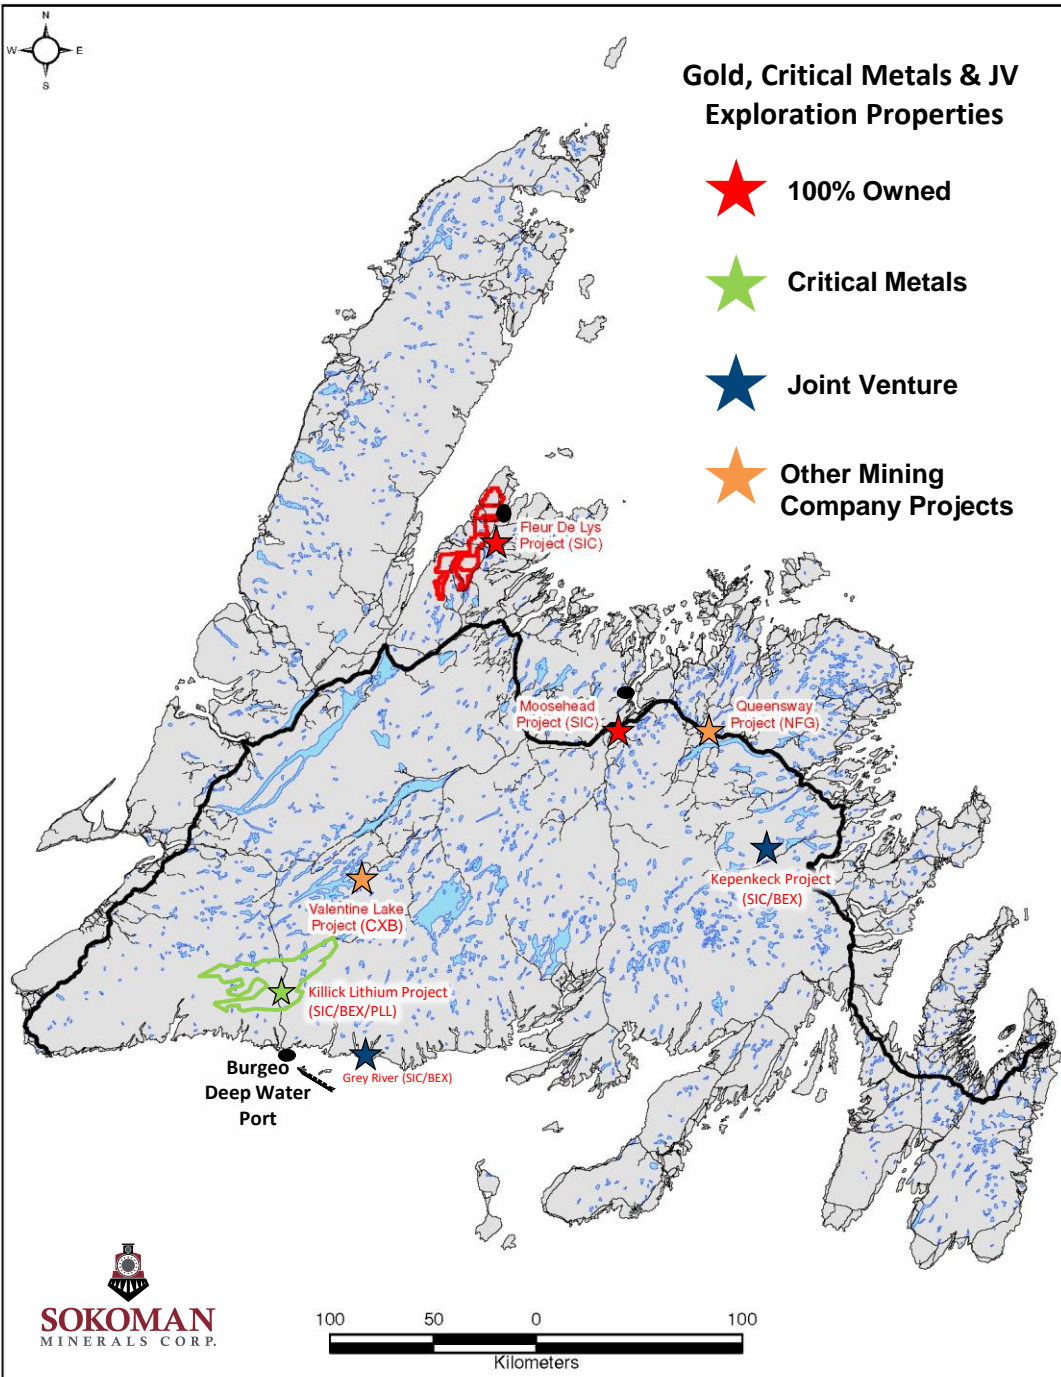 N
W E
S
Gold, Critical Metals & JV
Exploration Properties
100% Owned
Critical Metals
Joint Venture
Other Mining
Company Projects
Fleur De Lys
Project (SIC)
Moosehead
Project (SIC)
Queensway
Project (NFG)
Kepenkeck Project
(SIC/BEX)
Valentine Lake
Project (CXB)
Killick Lithium Project
(SIC/BEX/PLL)
Grey River (SIC/BEX)
Burgeo
Deep Water
Port
SOKOMAN
MINERALS CORP.
100 50 0 100
Kilometers